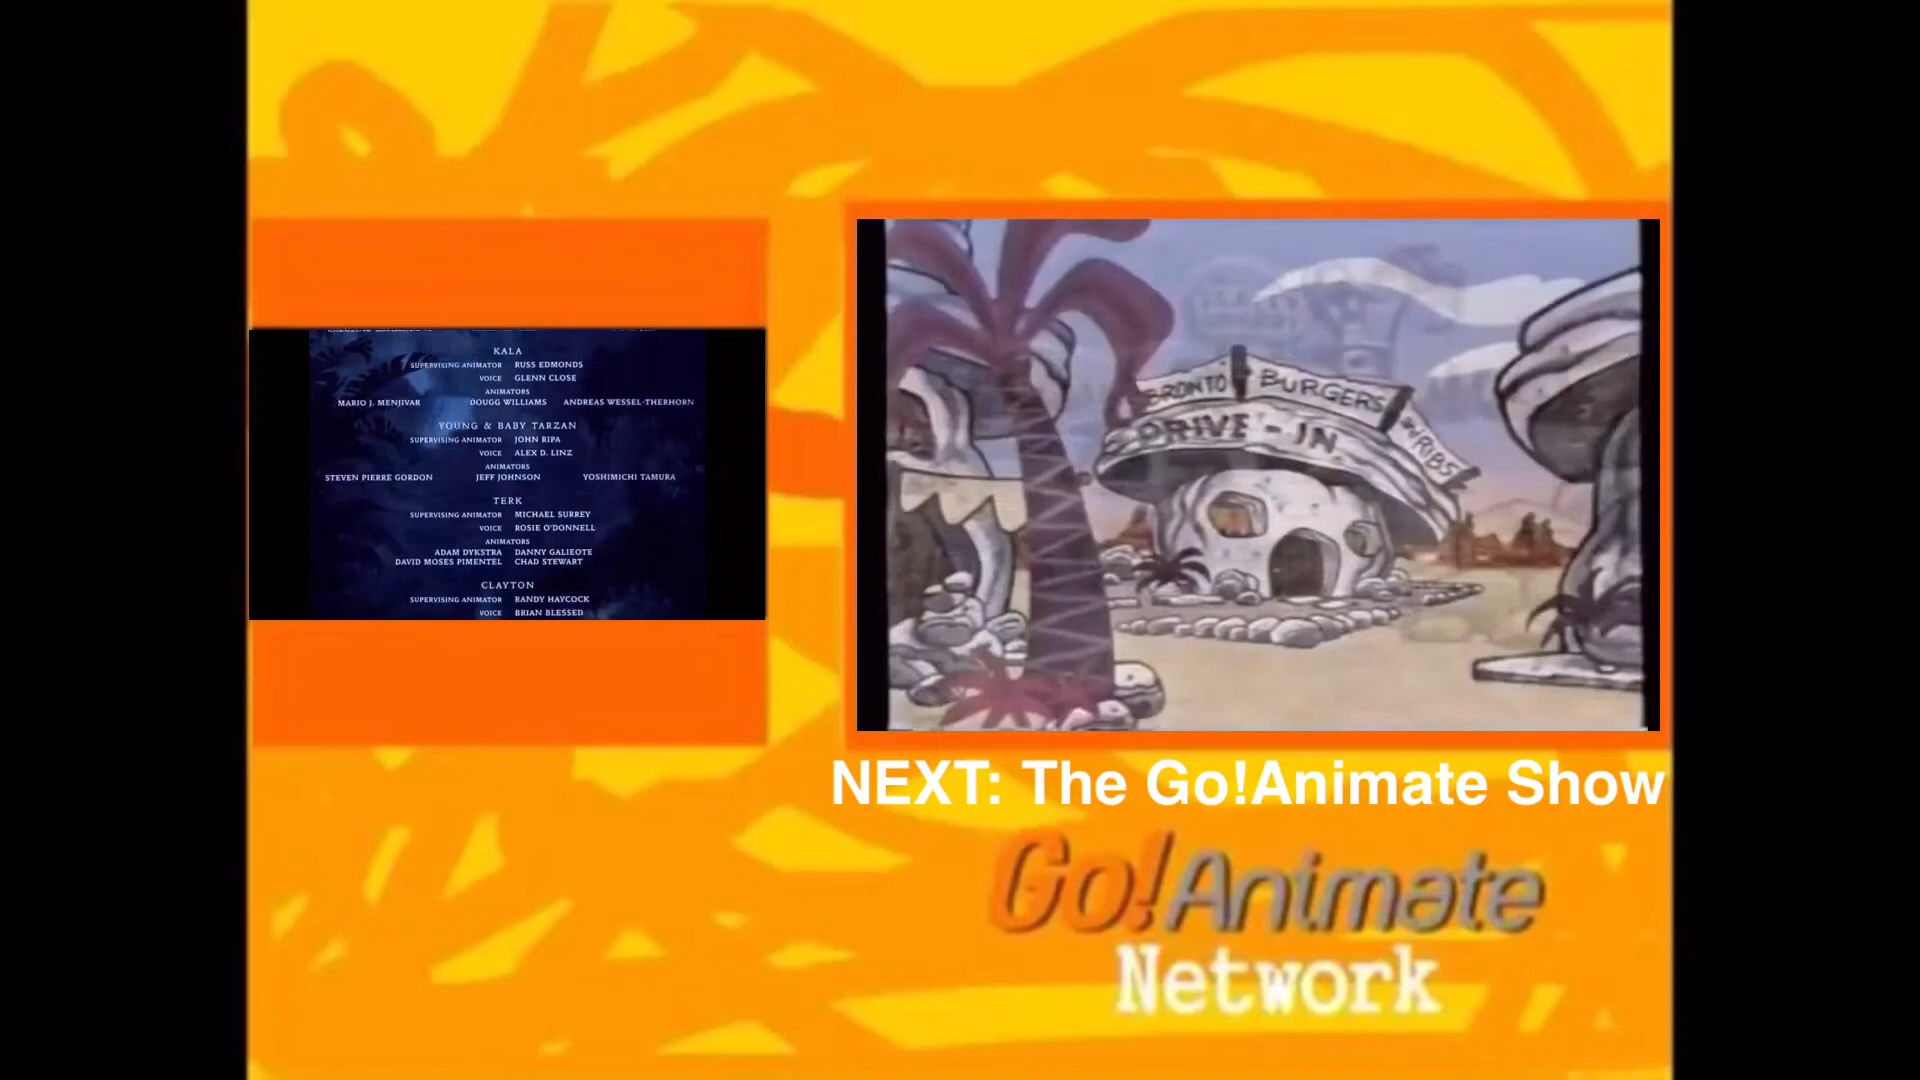 KALA
SUPERVISING ANIMATOR RUSS EDMONDS
VOICE GLENN CLOSE
ANIMATORS
MARIO J. MENJIVAR DOUGG WILLIAMS ANDREAS WESSEL-THERHORN
YOUNG & BABY TARZAN
SUPERVISING ANIMATOR JOHN RIPA
VOICE ALEX D. LINZ
ANIMATORS
STEVEN PIERRE GORDON JEFF JOHNSON YOSHIMICHI TAMURA
TERK
SUPERVISING ANIMATOR MICHAEL SURREY
VOICE ROSIE O'DONNELL
ANIMATORS
ADAM DYKSTRA DANNY GALIEOTE
DAVID MOSES PIMENTEL CHAD STEWART
CLAYTON
SUPERVISING ANIMATOR RANDY HAYCOCK
VOICE BRIAN BLESSED
BRONTO BURGERS
RIBS
DRIVE-IN
NEXT: The Go!Animate Show
Go!Animate
Network